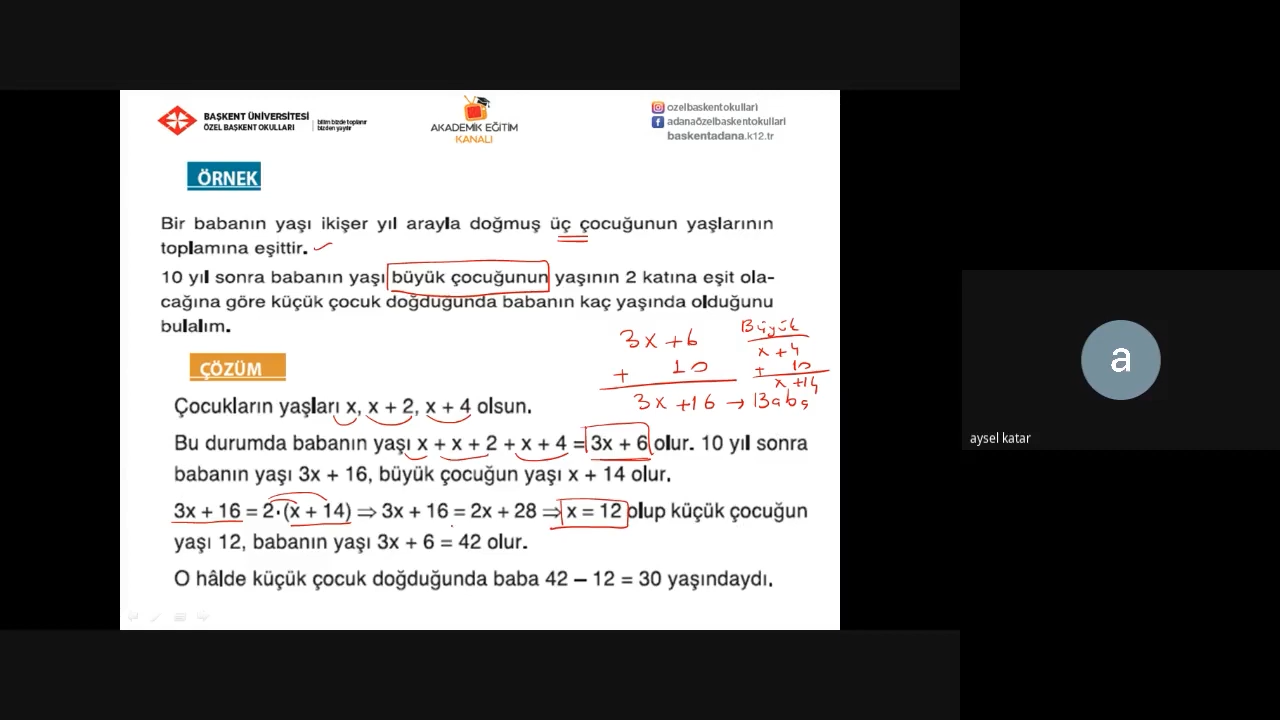 BAŞKENT ÜNİVERSİTESİ
ÖZEL BAŞKENT OKULLARI
bilim bizde toplanır
bizden yayılır
AKADEMİK EĞİTİM
KANALI
ozelbaskentokullari
adanaözelbaskentokullari
baskentadana.k12.tr
ÖRNEK
Bir babanın yaşı ikişer yıl arayla doğmuş üç çocuğunun yaşlarının
toplamına eşittir.
10 yıl sonra babanın yaşı büyük çocuğunun yaşının 2 katına eşit ola-
cağına göre küçük çocuk doğduğunda babanın kaç yaşında olduğunu
bulalım.
3x+6
+ 10
3x+16 → Baba
Büyük
x+4
+ 10
x+14
ÇÖZÜM
Çocukların yaşları x, x + 2, x + 4 olsun.
Bu durumda babanın yaşı x + x + 2 + x + 4 = 3x + 6 olur. 10 yıl sonra
babanın yaşı 3x + 16, büyük çocuğun yaşı x + 14 olur.
3x + 16 = 2·(x + 14) ⇒ 3x + 16 = 2x + 28 ⇒ x = 12 olup küçük çocuğun
yaşı 12, babanın yaşı 3x + 6 = 42 olur.
O hâlde küçük çocuk doğduğunda baba 42 – 12 = 30 yaşındaydı.
a
aysel katar